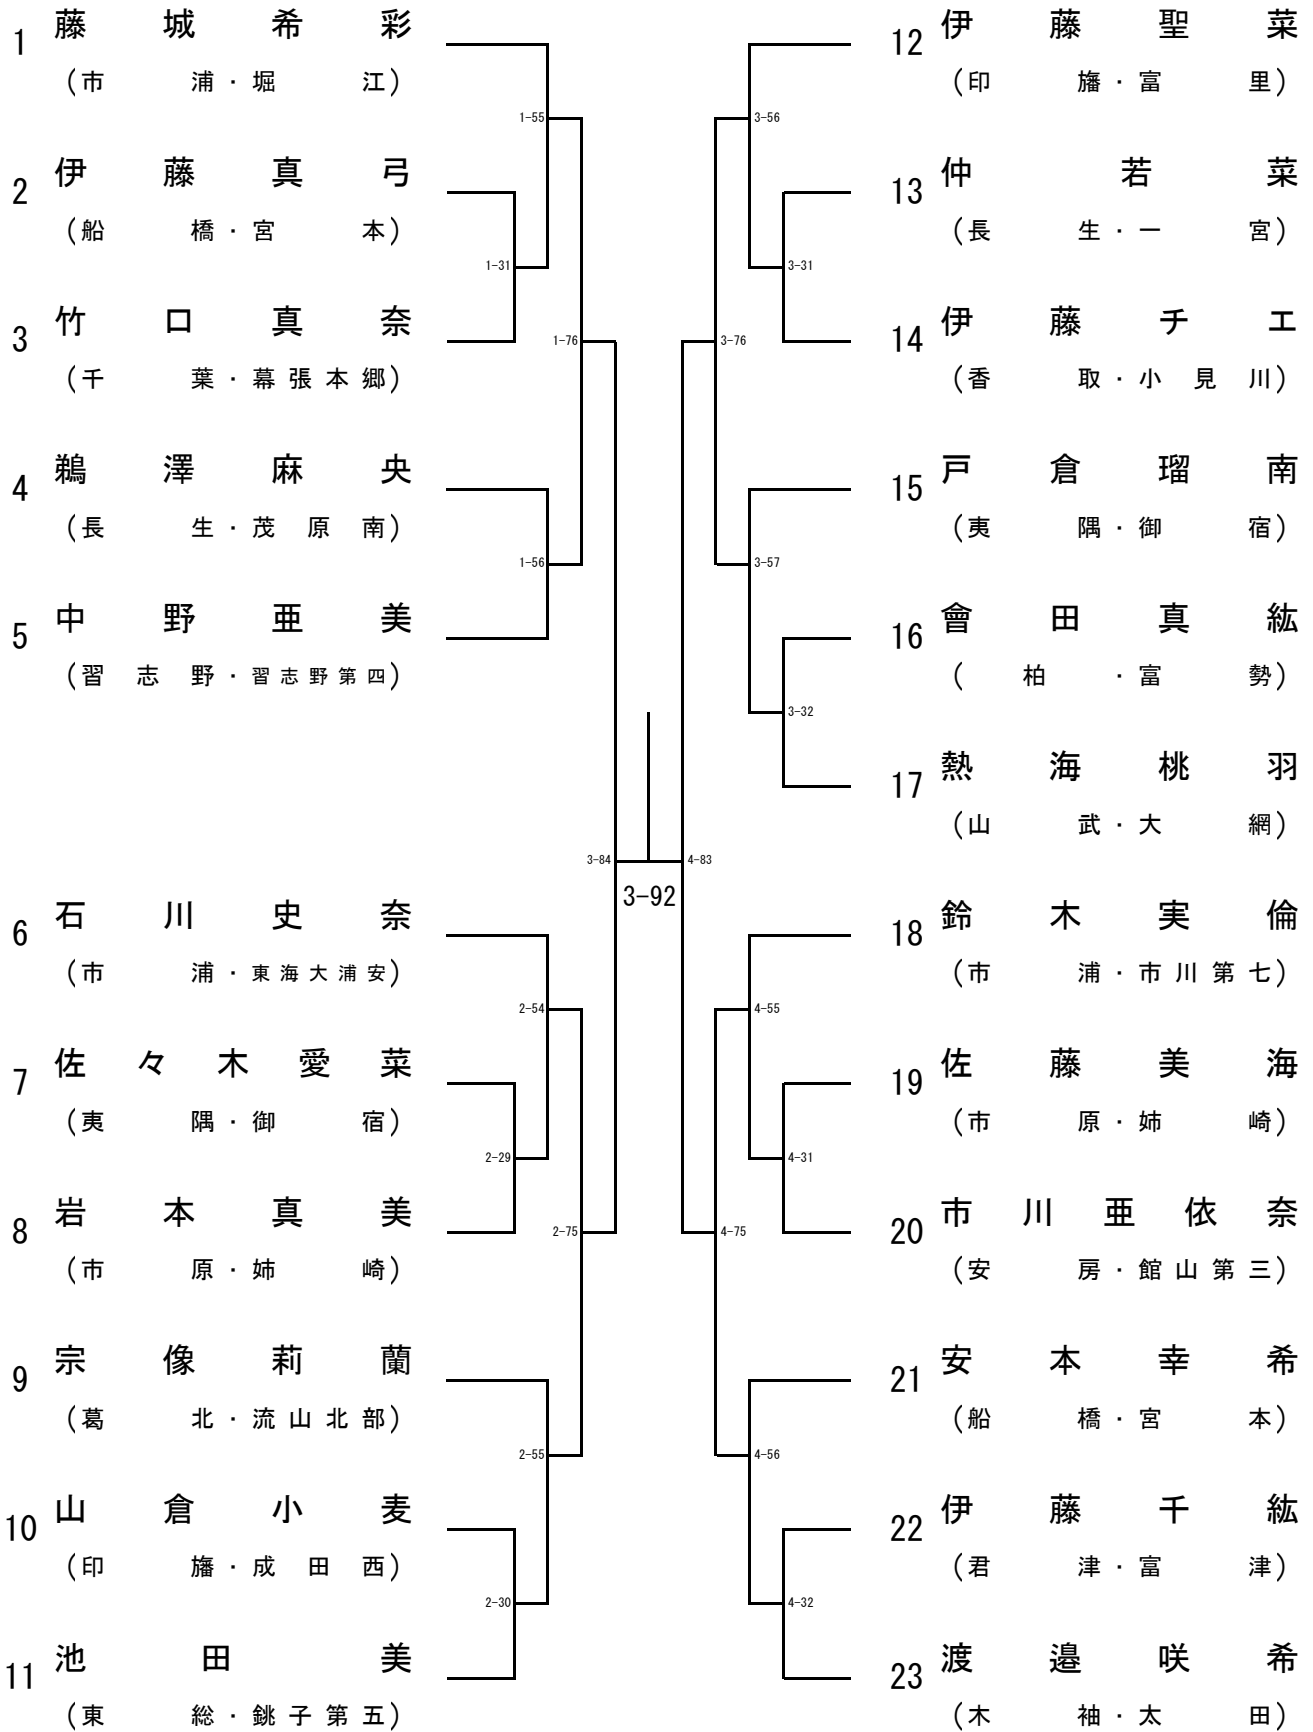 1 藤城希彩
(市浦・堀江)
2 伊藤真弓
(船橋・宮本)
3 竹口真奈
(千葉・幕張本郷)
4 鵜澤麻央
(長生・茂原南)
5 中野亜美
(習志野・習志野第四)
6 石川史奈
(市浦・東海大浦安)
7 佐々木愛菜
(夷隅・御宿)
8 岩本真美
(市原・姉崎)
9 宗像莉蘭
(葛北・流山北部)
10 山倉小麦
(印旛・成田西)
11 池田美
(東総・銚子第五)
1-55
1-31
1-76
1-56
3-84
2-54
2-29
2-75
2-55
2-30
3-92
3-56
3-31
3-76
3-57
3-32
4-83
4-55
4-31
4-75
4-56
4-32
12 伊藤聖菜
(印旛・富里)
13 仲若菜
(長生・一宮)
14 伊藤チエ
(香取・小見川)
15 戸倉瑠南
(夷隅・御宿)
16 會田真紘
(柏・富勢)
17 熱海桃羽
(山武・大網)
18 鈴木実倫
(市浦・市川第七)
19 佐藤美海
(市原・姉崎)
20 市川亜依奈
(安房・館山第三)
21 安本幸希
(船橋・宮本)
22 伊藤千紘
(君津・富津)
23 渡邉咲希
(木袖・太田)